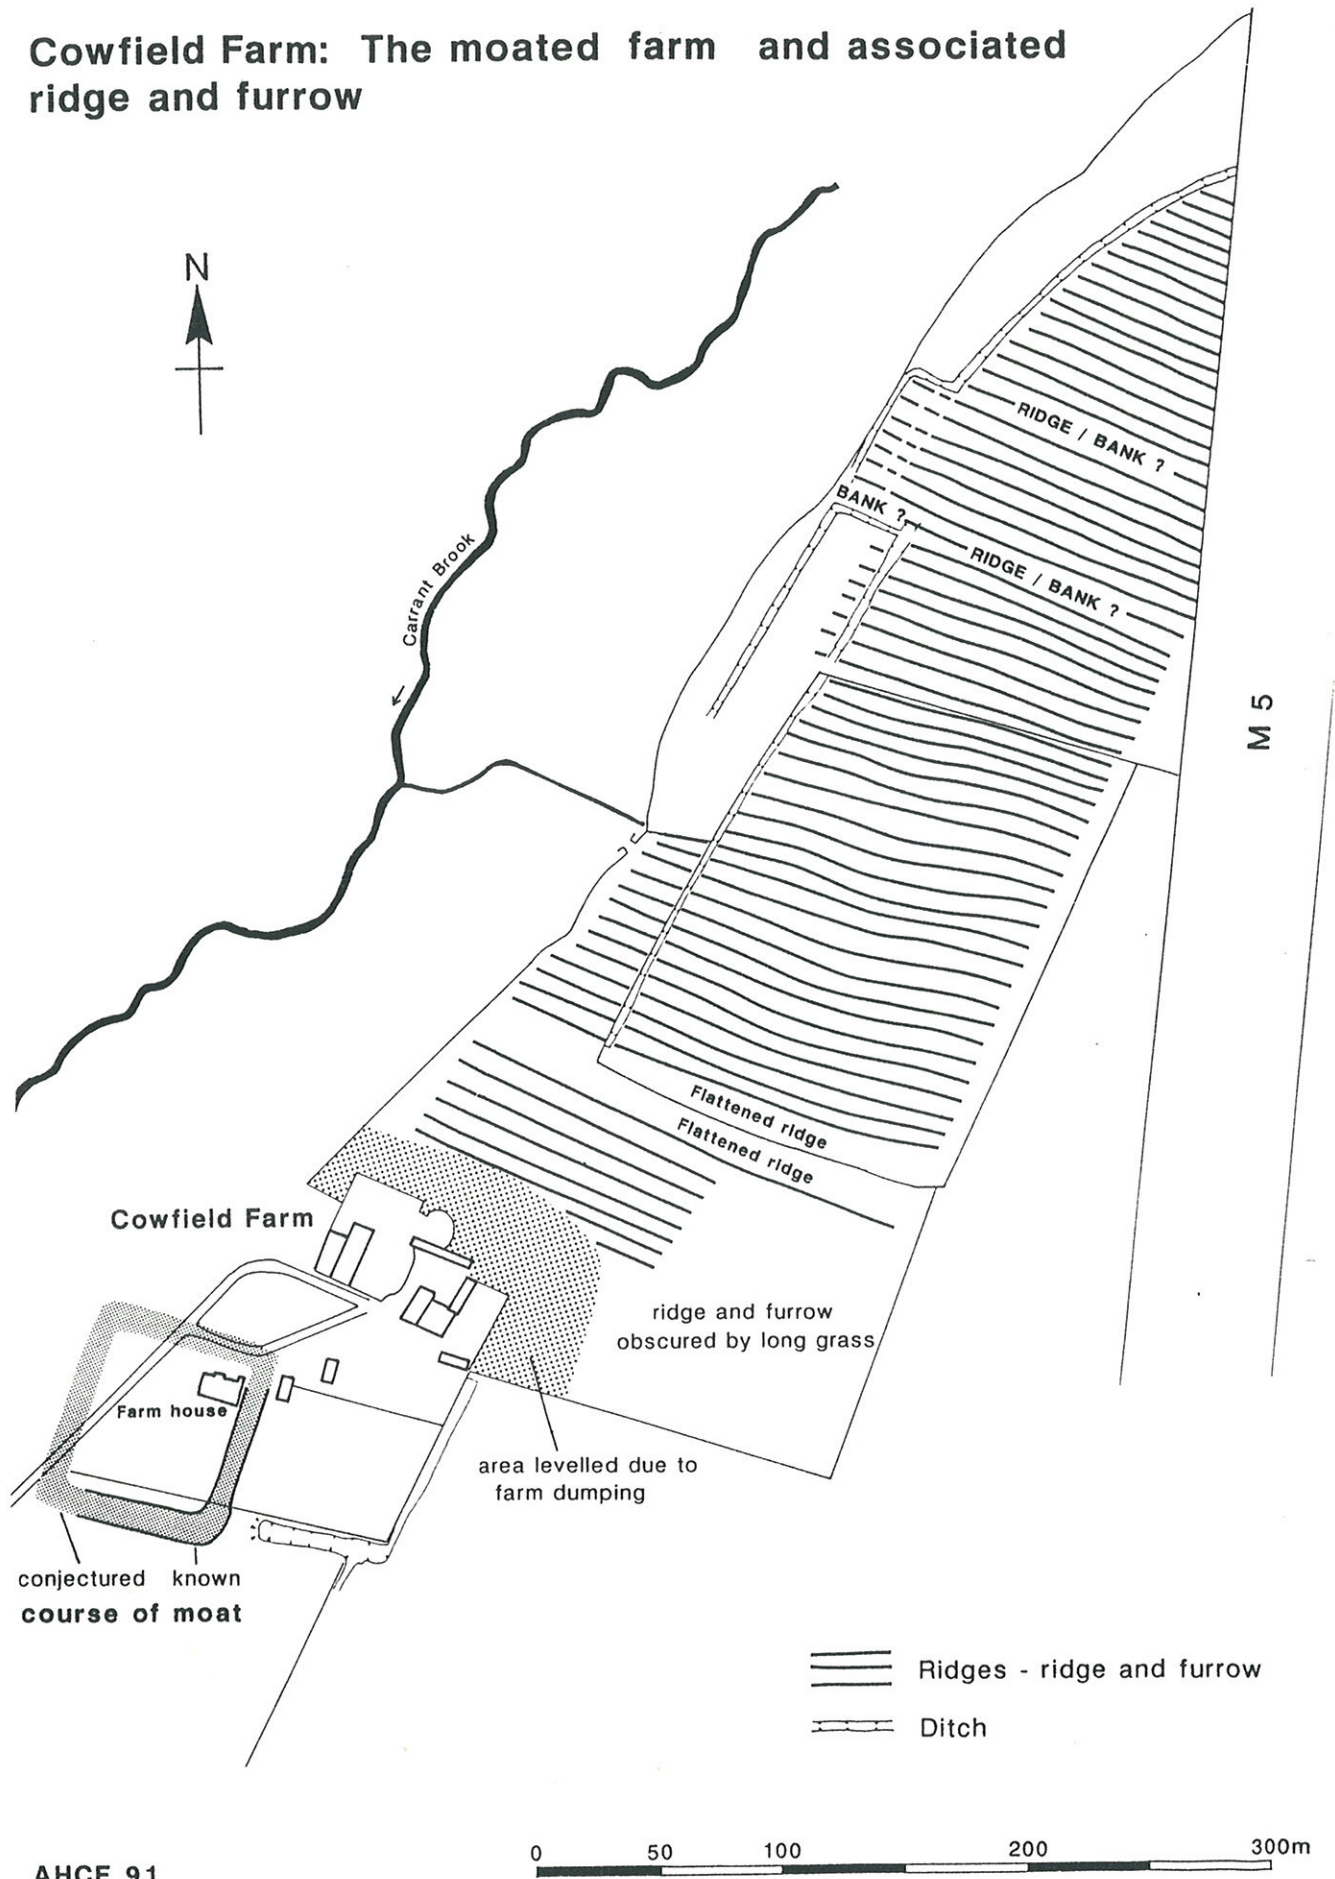 Cowfield Farm: The moated farm and associated
ridge and furrow
N
RIDGE / BANK ?
BANK ?
RIDGE / BANK ?
Carrant Brook
M 5
Flattened ridge
Flattened ridge
Cowfield Farm
ridge and furrow
obscured by long grass
Farm house
area levelled due to
farm dumping
conjectured known
course of moat
Ridges - ridge and furrow
Ditch
0 50 100 200 300m
AHCF 91